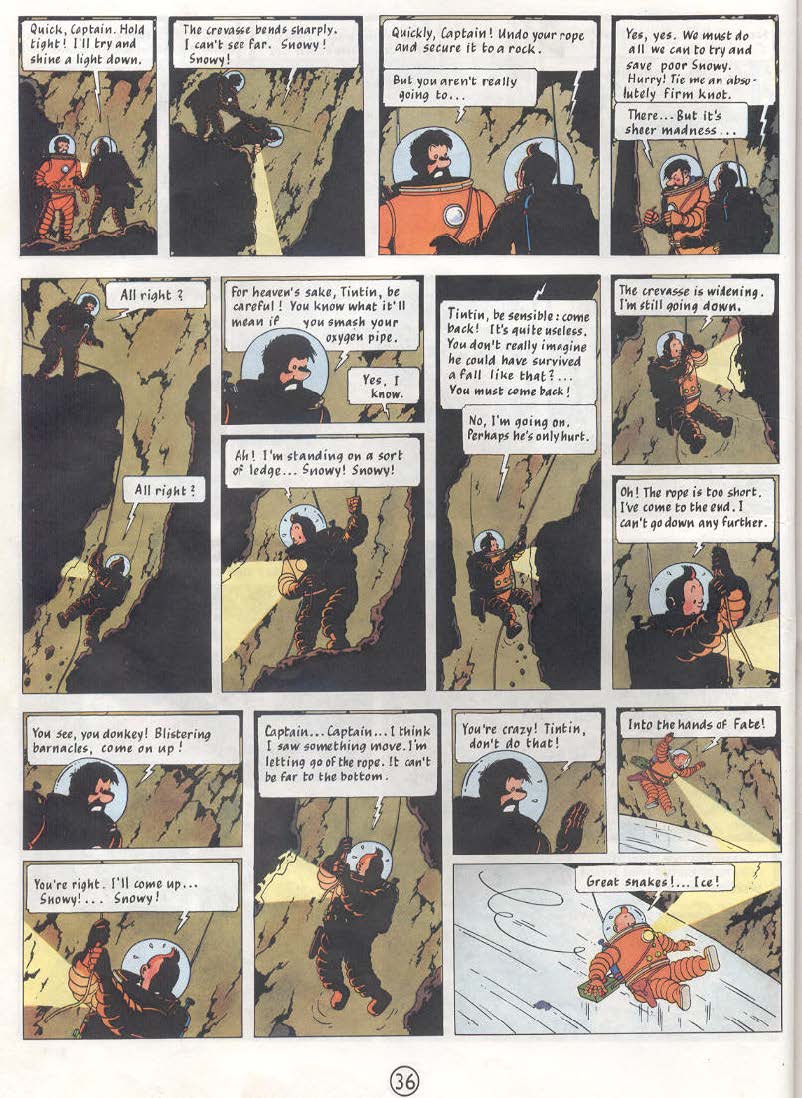 Quick, Captain. Hold
tight! I'll try and
shine a light down.
The crevasse bends sharply.
I can't see far. Snowy!
Snowy!
Quickly, Captain! Undo your rope
and secure it to a rock.
But you aren't really
going to...
Yes, yes. We must do
all we can to try and
save poor Snowy.
Hurry! Tie me an abso-
lutely firm knot.
There... But it's
sheer madness...
All right?
All right?
For heaven's sake, Tintin, be
careful! You know what it'll
mean if you smash your
oxygen pipe.
Yes, I
know.
Ah! I'm standing on a sort
of ledge... Snowy! Snowy!
Tintin, be sensible: come
back! It's quite useless.
You don't really imagine
he could have survived
a fall like that?...
You must come back!
No, I'm going on.
Perhaps he's only hurt.
The crevasse is widening.
I'm still going down.
Oh! The rope is too short.
I've come to the end. I
can't go down any further.
You see, you donkey! Blistering
barnacles, come on up!
You're right. I'll come up...
Snowy!... Snowy!
Captain... Captain... I think
I saw something move. I'm
letting go of the rope. It can't
be far to the bottom.
You're crazy! Tintin,
don't do that!
Into the hands of Fate!
Great snakes!... Ice!
36